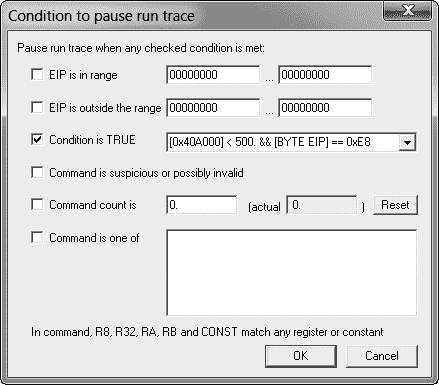 Condition to pause run trace
Pause run trace when any checked condition is met:
EIP is in range 00000000 ... 00000000
EIP is outside the range 00000000 ... 00000000
Condition is TRUE [0x40A000] < 500. && [BYTE EIP] == 0xE8
Command is suspicious or possibly invalid
Command count is 0. (actual 0. ) Reset
Command is one of
In command, R8, R32, RA, RB and CONST match any register or constant
OK Cancel